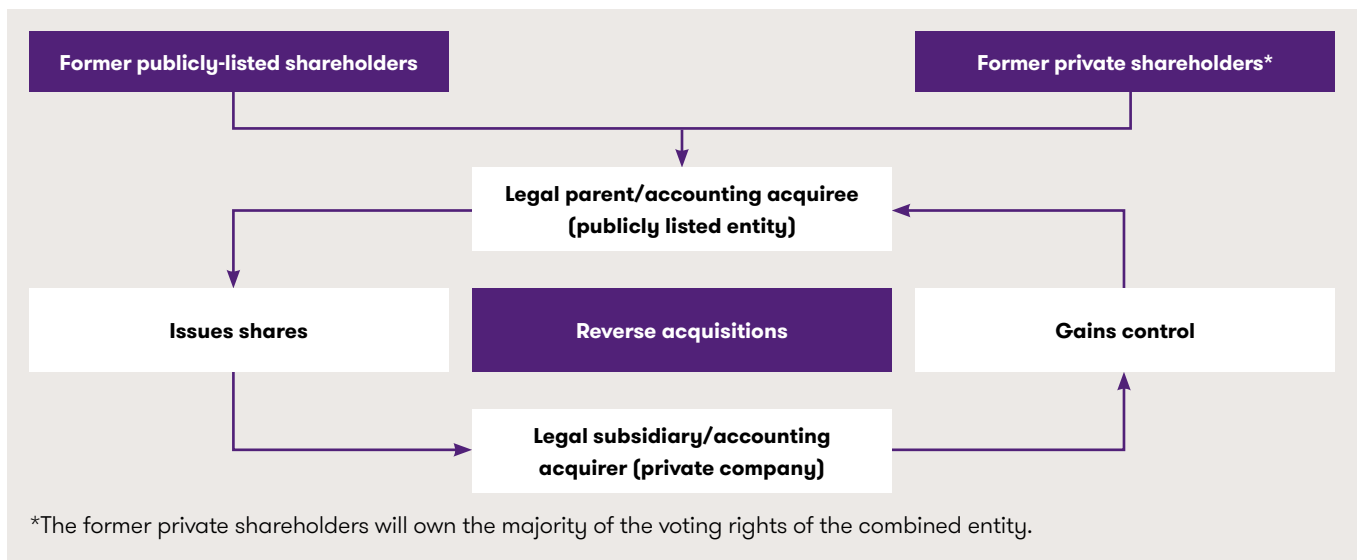 Former publicly-listed shareholders
Former private shareholders*
Legal parent/accounting acquiree
(publicly listed entity)
Issues shares
Reverse acquisitions
Gains control
Legal subsidiary/accounting
acquirer (private company)
*The former private shareholders will own the majority of the voting rights of the combined entity.